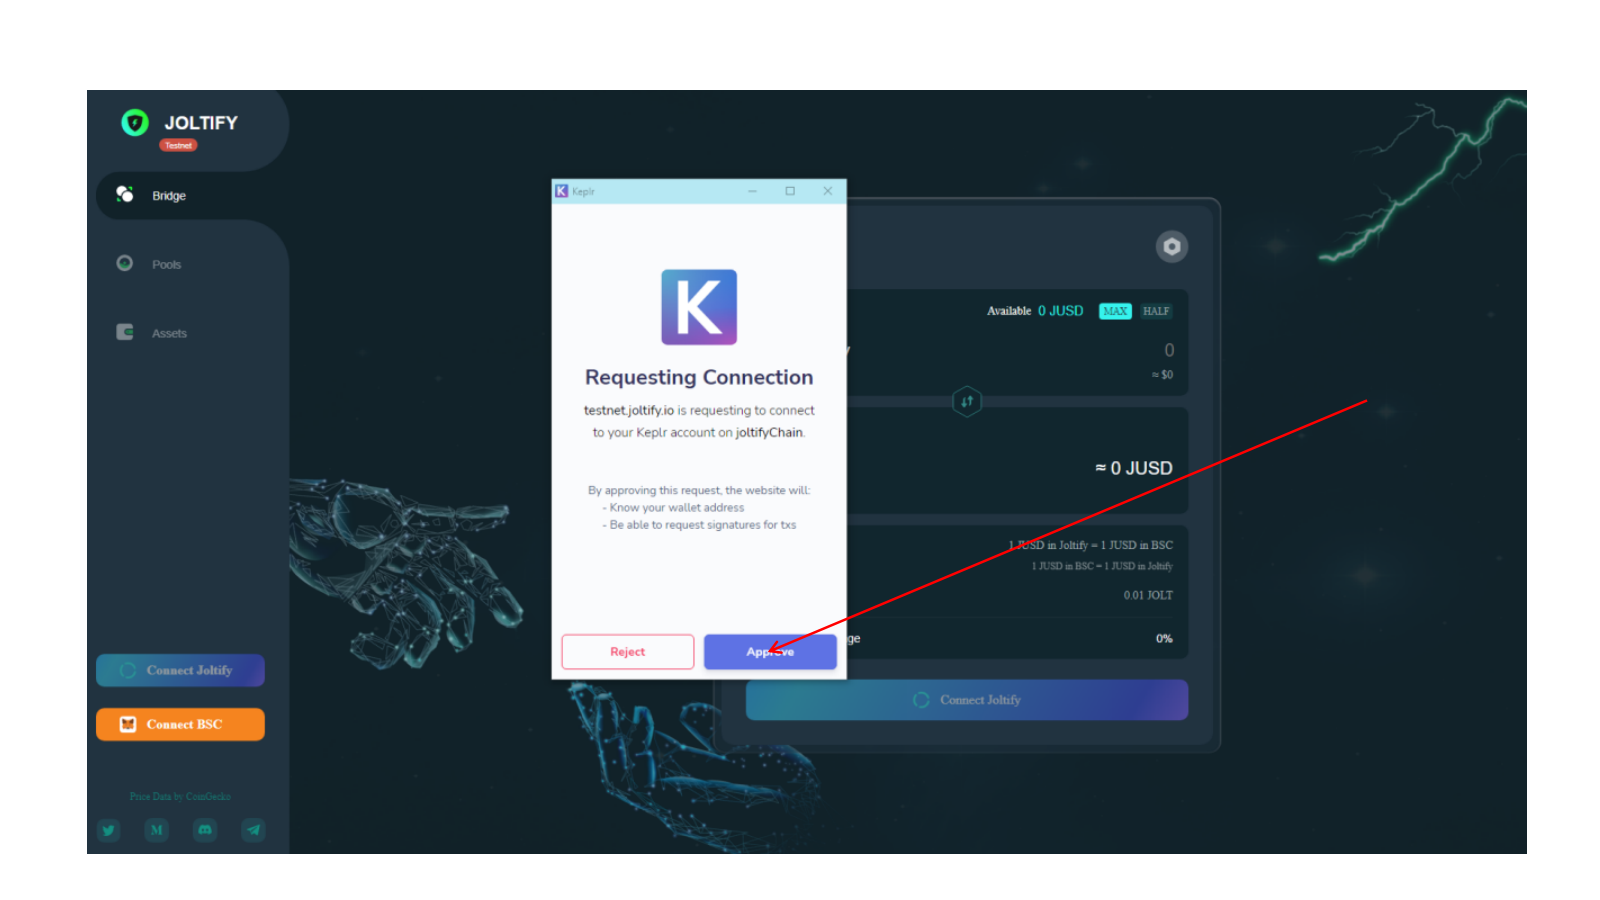 JOLTIFY
Testnet
Bridge
Pools
Assets
Connect Joltify
Connect BSC
Price Data by CoinGecko
M
K Keplr
K
Requesting Connection
testnet.joltify.io is requesting to connect
to your Keplr account on joltifyChain.
By approving this request, the website will:
- Know your wallet address
- Be able to request signatures for txs
Reject
Approve
Available 0 JUSD MAX HALF
0
≈ $0
≈ 0 JUSD
1 JUSD in Joltify = 1 JUSD in BSC
1 JUSD in BSC = 1 JUSD in Joltify
0.01 JOLT
ge 0%
Connect Joltify